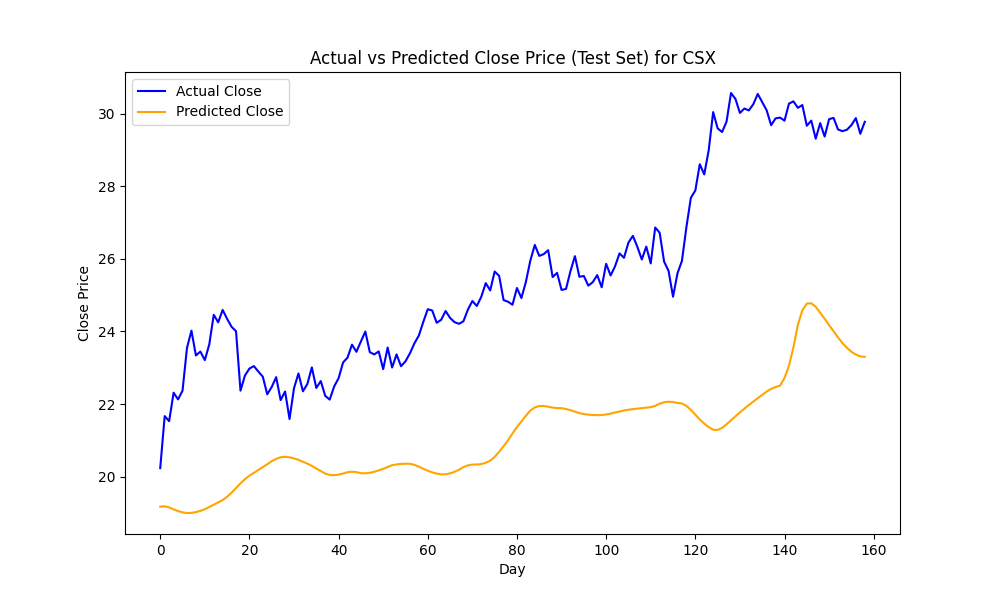 Actual vs Predicted Close Price (Test Set) for CSX
Actual Close
Predicted Close
30
28
26
24
22
20
Close Price
0 20 40 60 80 100 120 140 160
Day